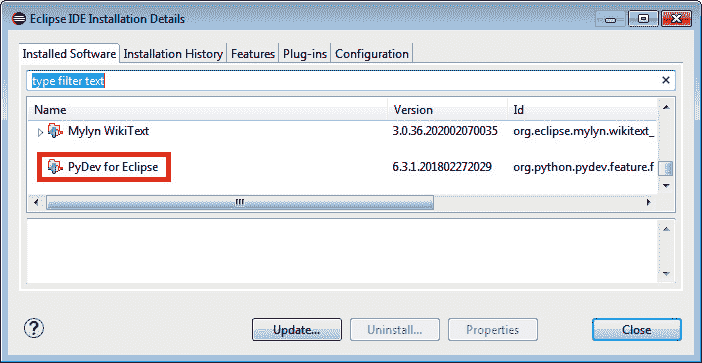 Eclipse IDE Installation Details
Installed Software Installation History Features Plug-ins Configuration
type filter text
Name Version Id
Mylyn WikiText 3.0.36.202002070035 org.eclipse.mylyn.wikitext_
PyDev for Eclipse 6.3.1.201802272029 org.python.pydev.feature.f
Update... Uninstall... Properties Close